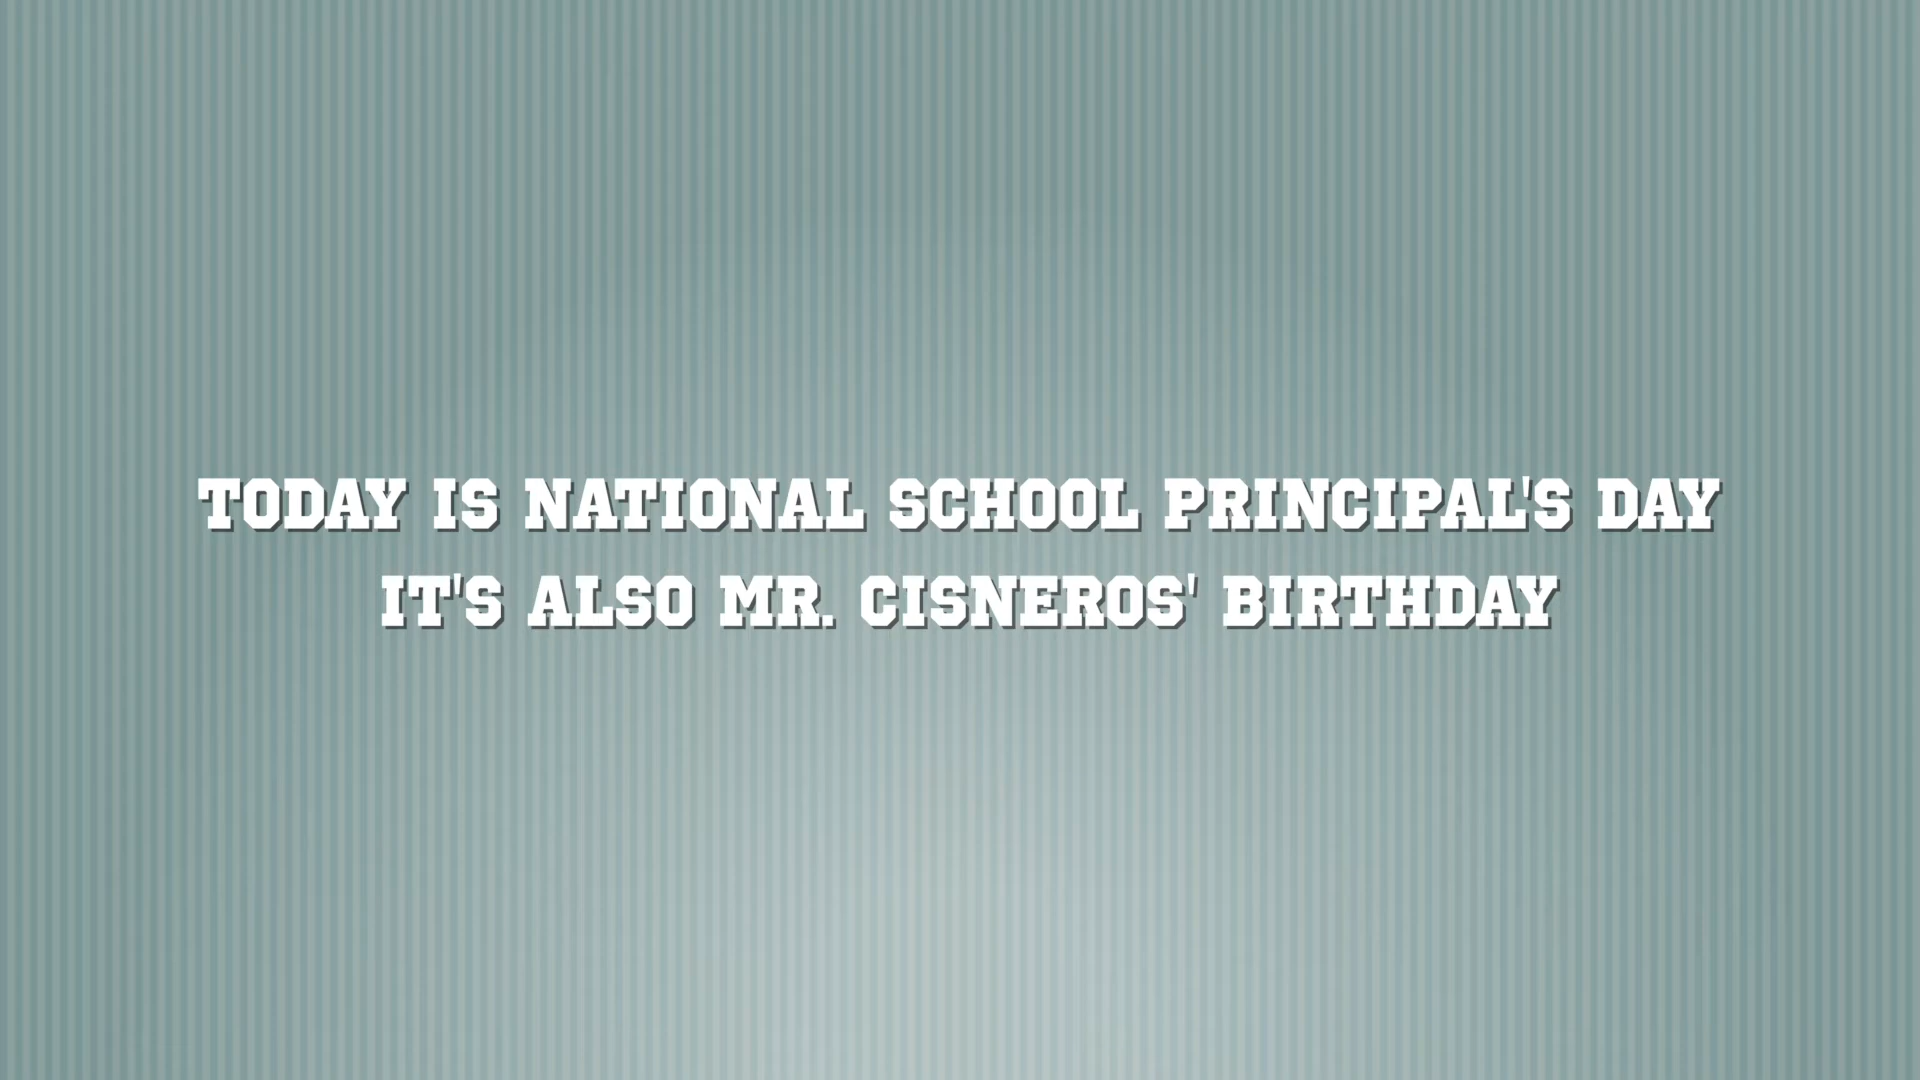 TODAY IS NATIONAL SCHOOL PRINCIPAL'S DAY
IT'S ALSO MR. CISNEROS' BIRTHDAY